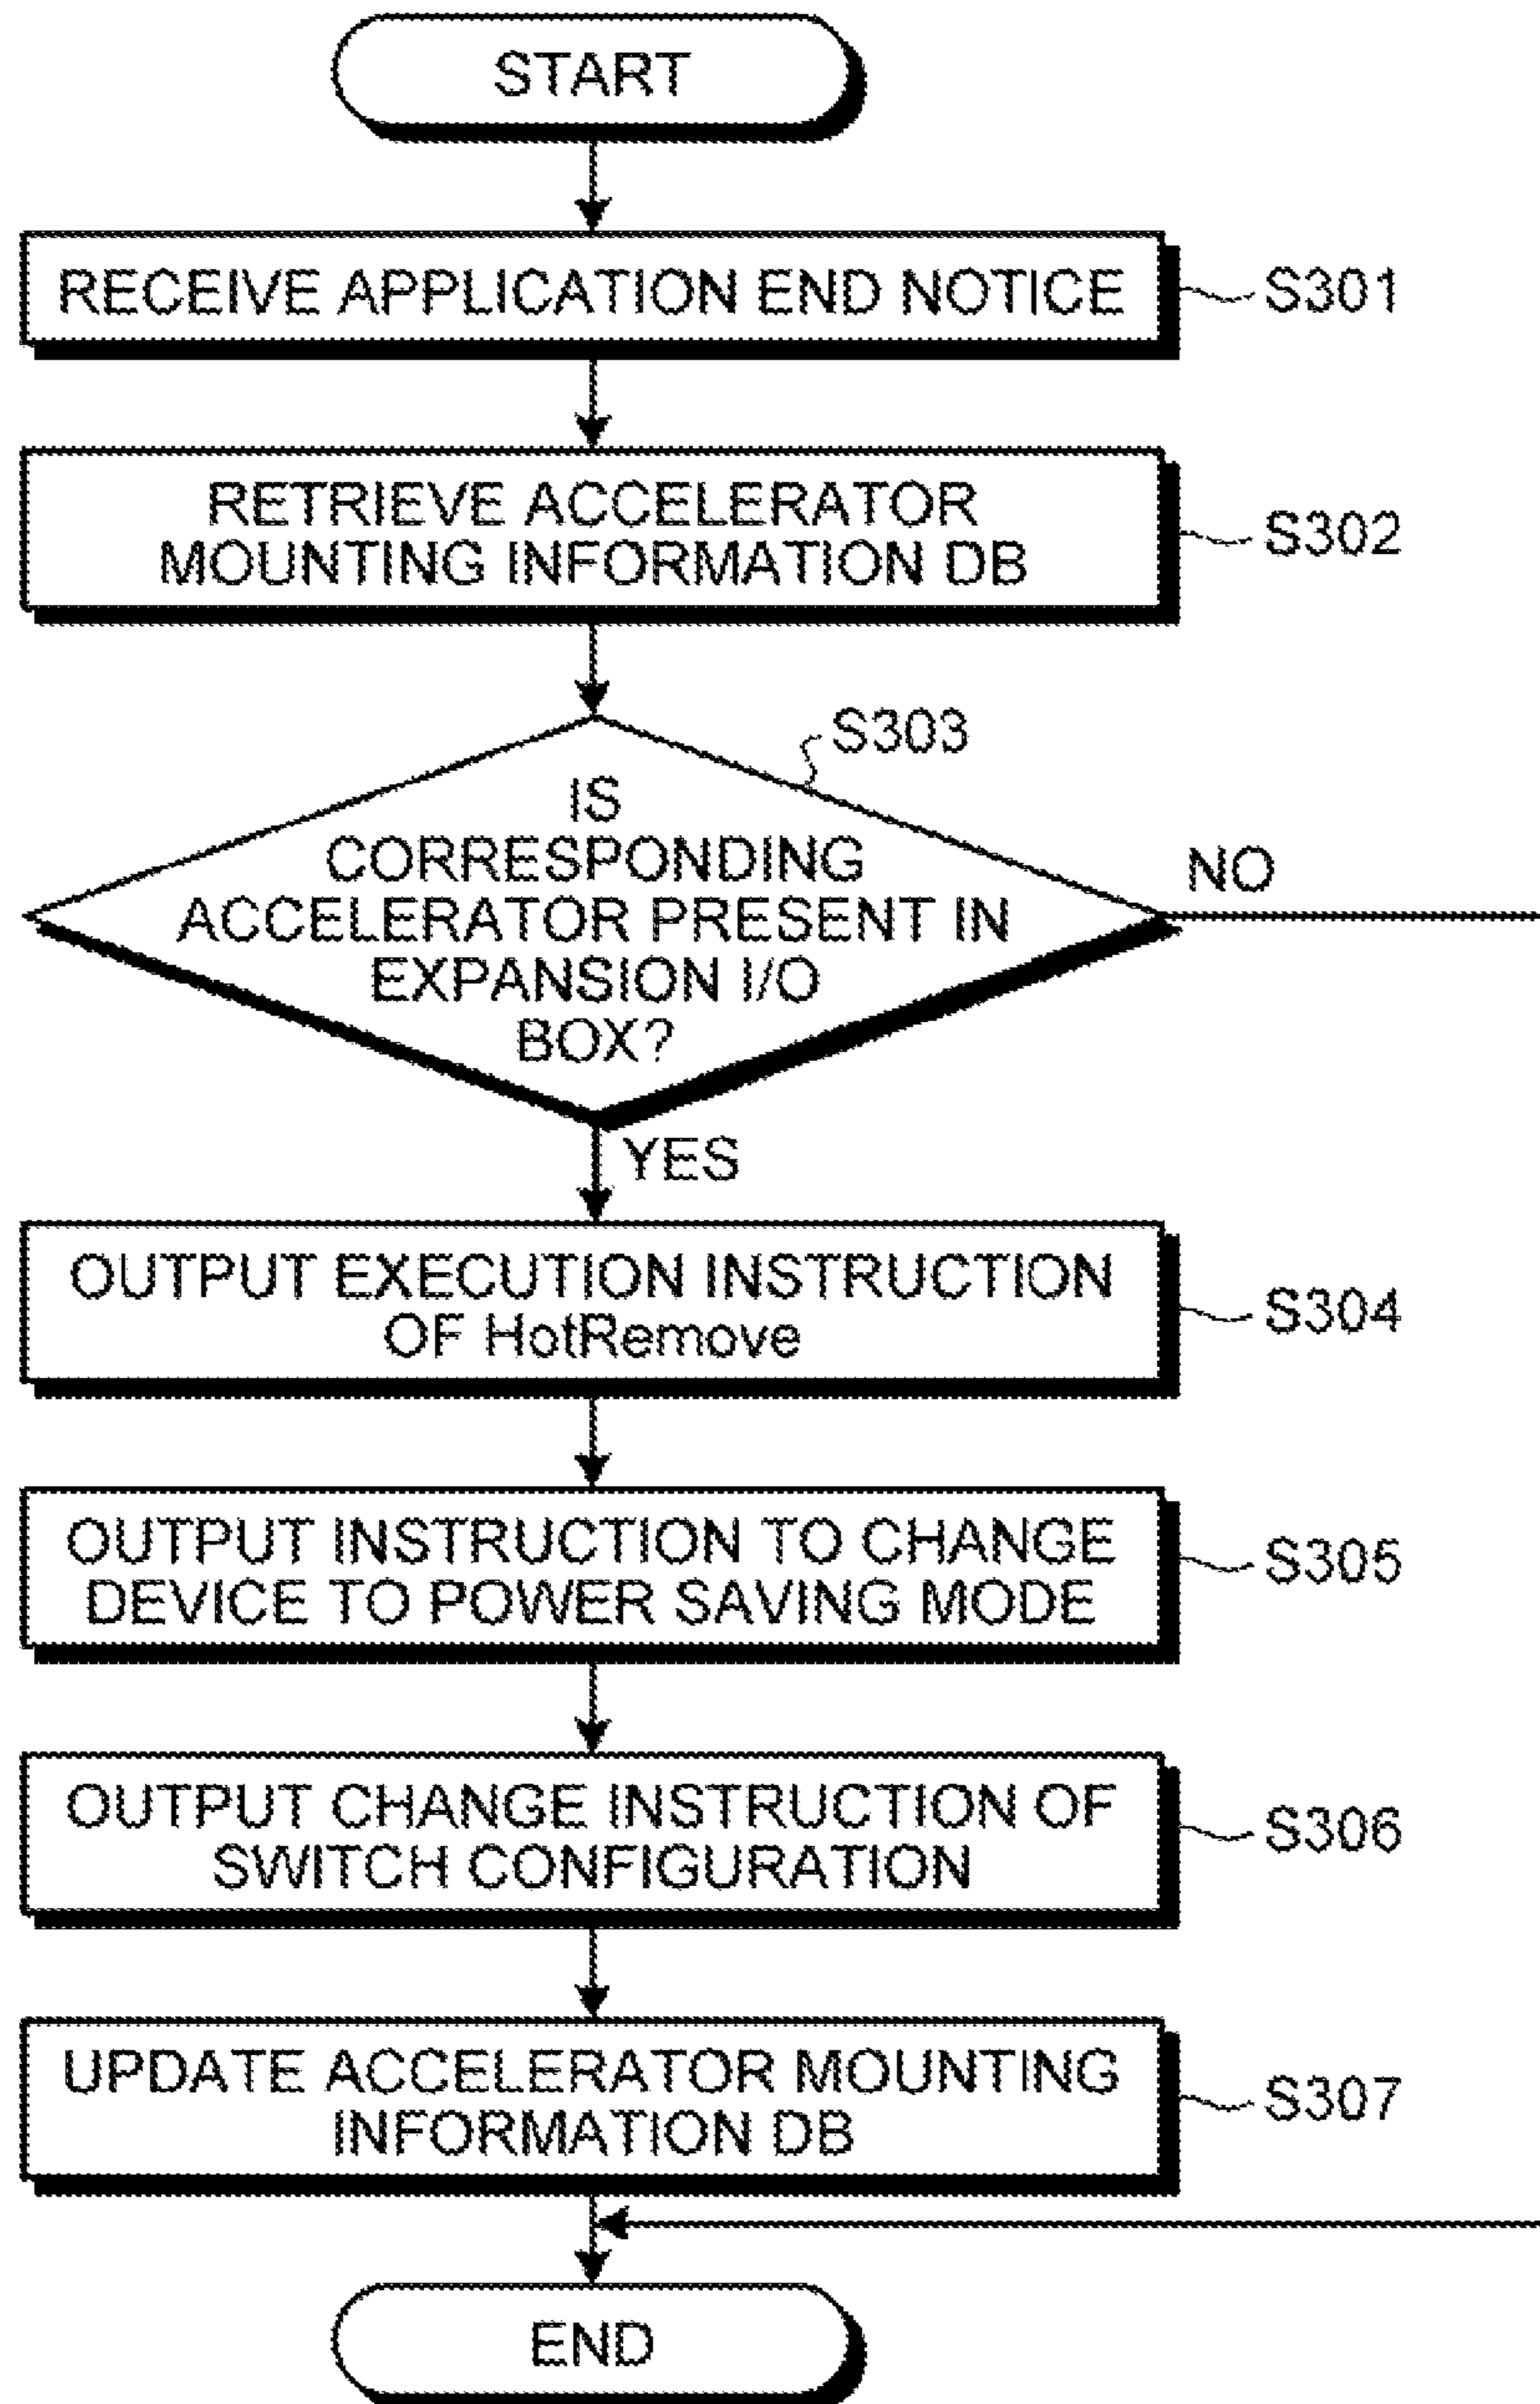 START
RECEIVE APPLICATION END NOTICE
S301
RETRIEVE ACCELERATOR
MOUNTING INFORMATION DB
S302
S303
IS
CORRESPONDING
ACCELERATOR PRESENT IN
EXPANSION I/O
BOX?
NO
YES
OUTPUT EXECUTION INSTRUCTION
OF HotRemove
S304
OUTPUT INSTRUCTION TO CHANGE
DEVICE TO POWER SAVING MODE
S305
OUTPUT CHANGE INSTRUCTION OF
SWITCH CONFIGURATION
S306
UPDATE ACCELERATOR MOUNTING
INFORMATION DB
S307
END